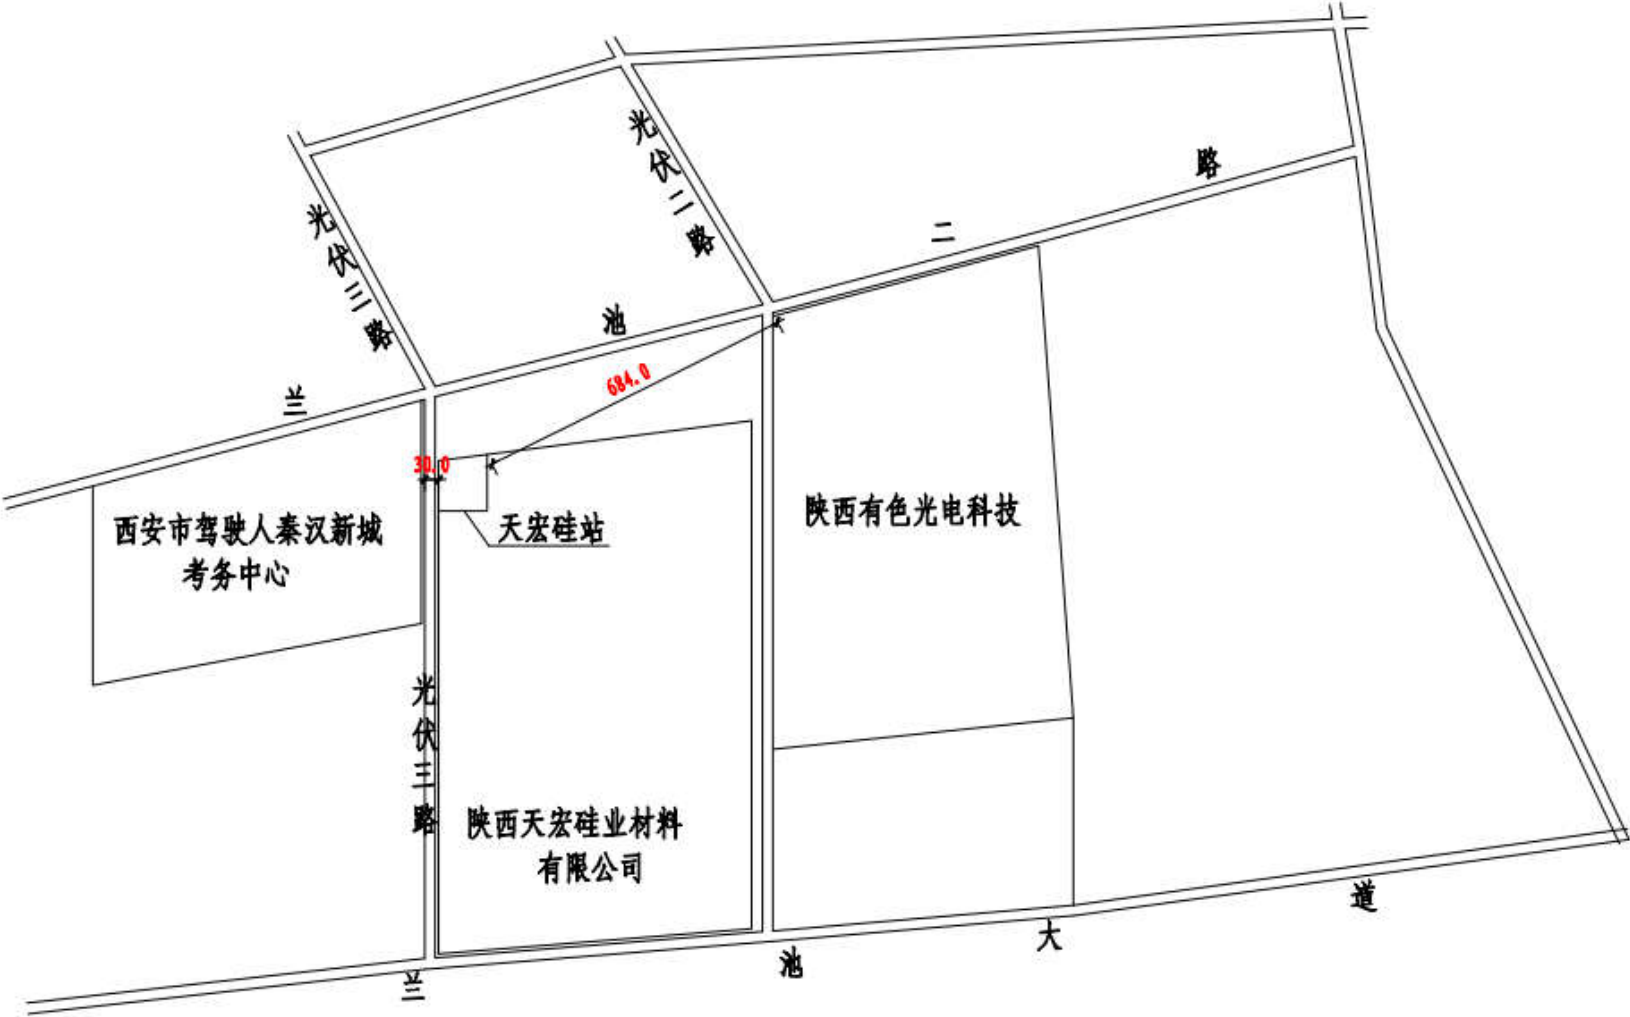 光伏二路
光伏三路
兰池二路
684.0
30.0
西安市驾驶人秦汉新城
考务中心
天宏硅站
陕西有色光电科技
光伏三路
陕西天宏硅业材料
有限公司
兰池大道